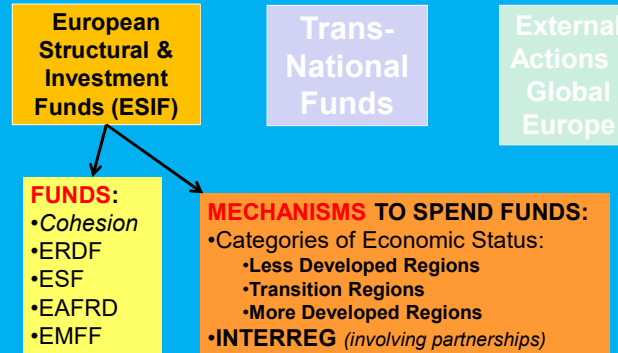 European
Structural &
Investment
Funds (ESIF)
Trans-
National
Funds
External
Actions
Global
Europe
FUNDS:
•Cohesion
•ERDF
•ESF
•EAFRD
•EMFF
MECHANISMS TO SPEND FUNDS:
•Categories of Economic Status:
•Less Developed Regions
•Transition Regions
•More Developed Regions
•INTERREG (involving partnerships)